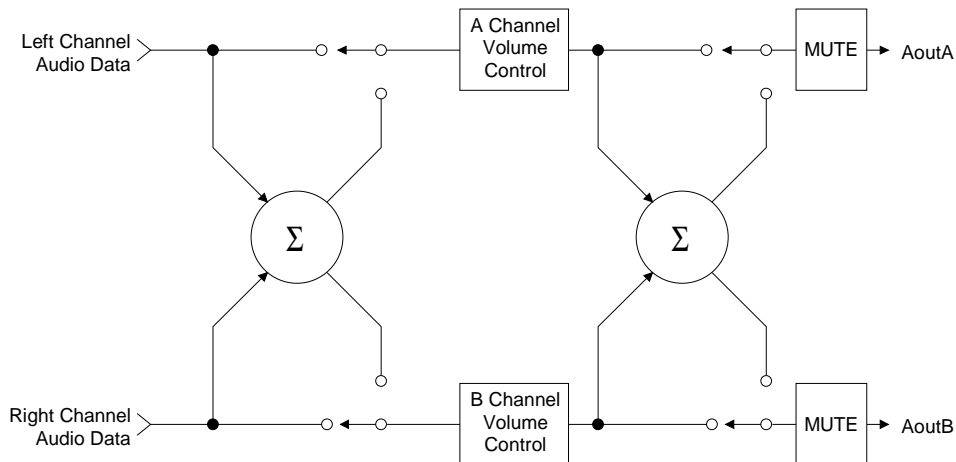 Left Channel
Audio Data
A Channel
Volume
Control
MUTE
AoutA
Σ
Σ
Right Channel
Audio Data
B Channel
Volume
Control
MUTE
AoutB